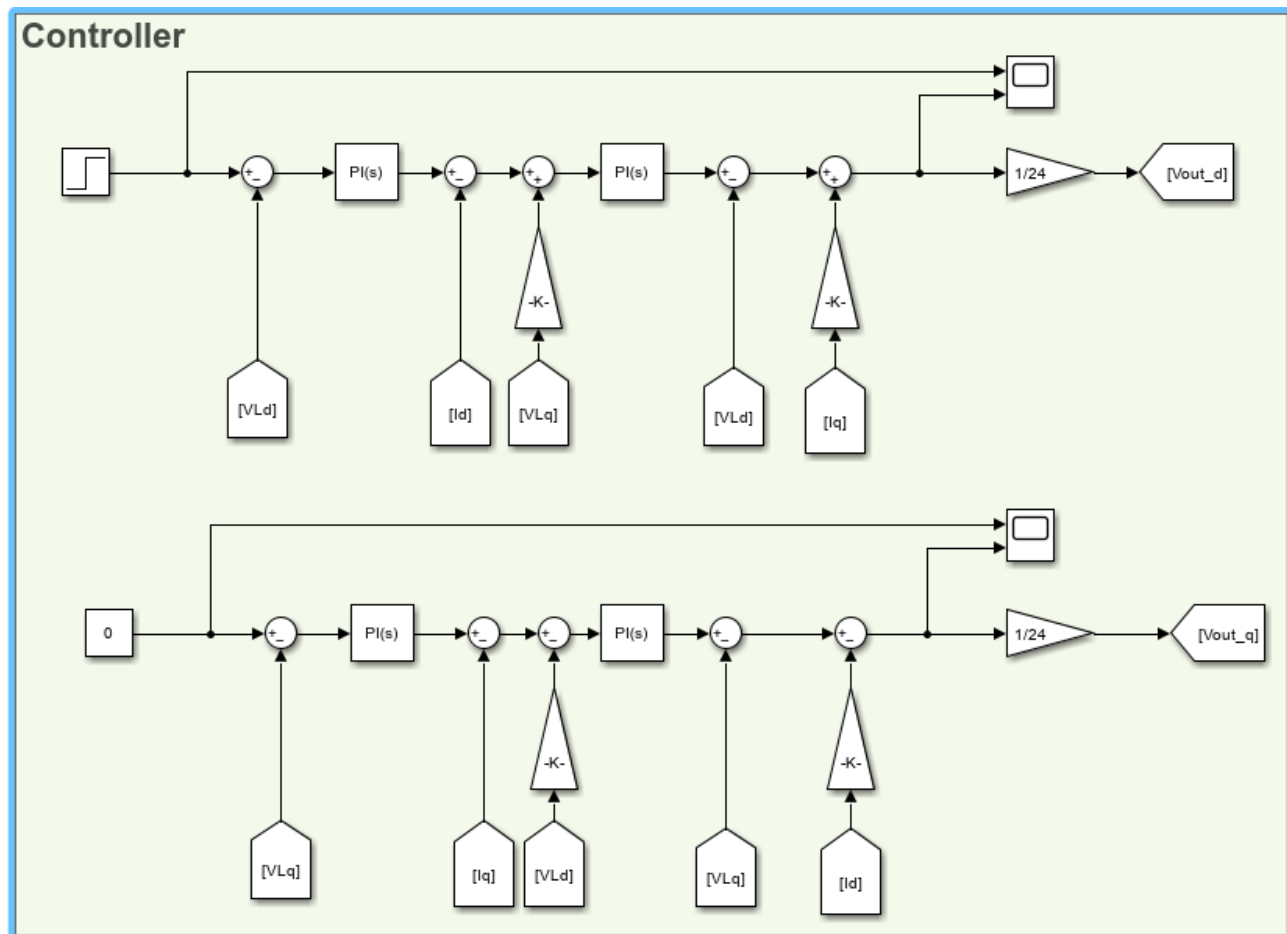 Controller
PI(s)
PI(s)
1/24
[Vout_d]
-K-
-K-
[VLd]
[Id]
[VLq]
[VLd]
[Iq]
0
PI(s)
PI(s)
1/24
[Vout_q]
-K-
-K-
[VLq]
[Iq]
[VLd]
[VLq]
[Id]